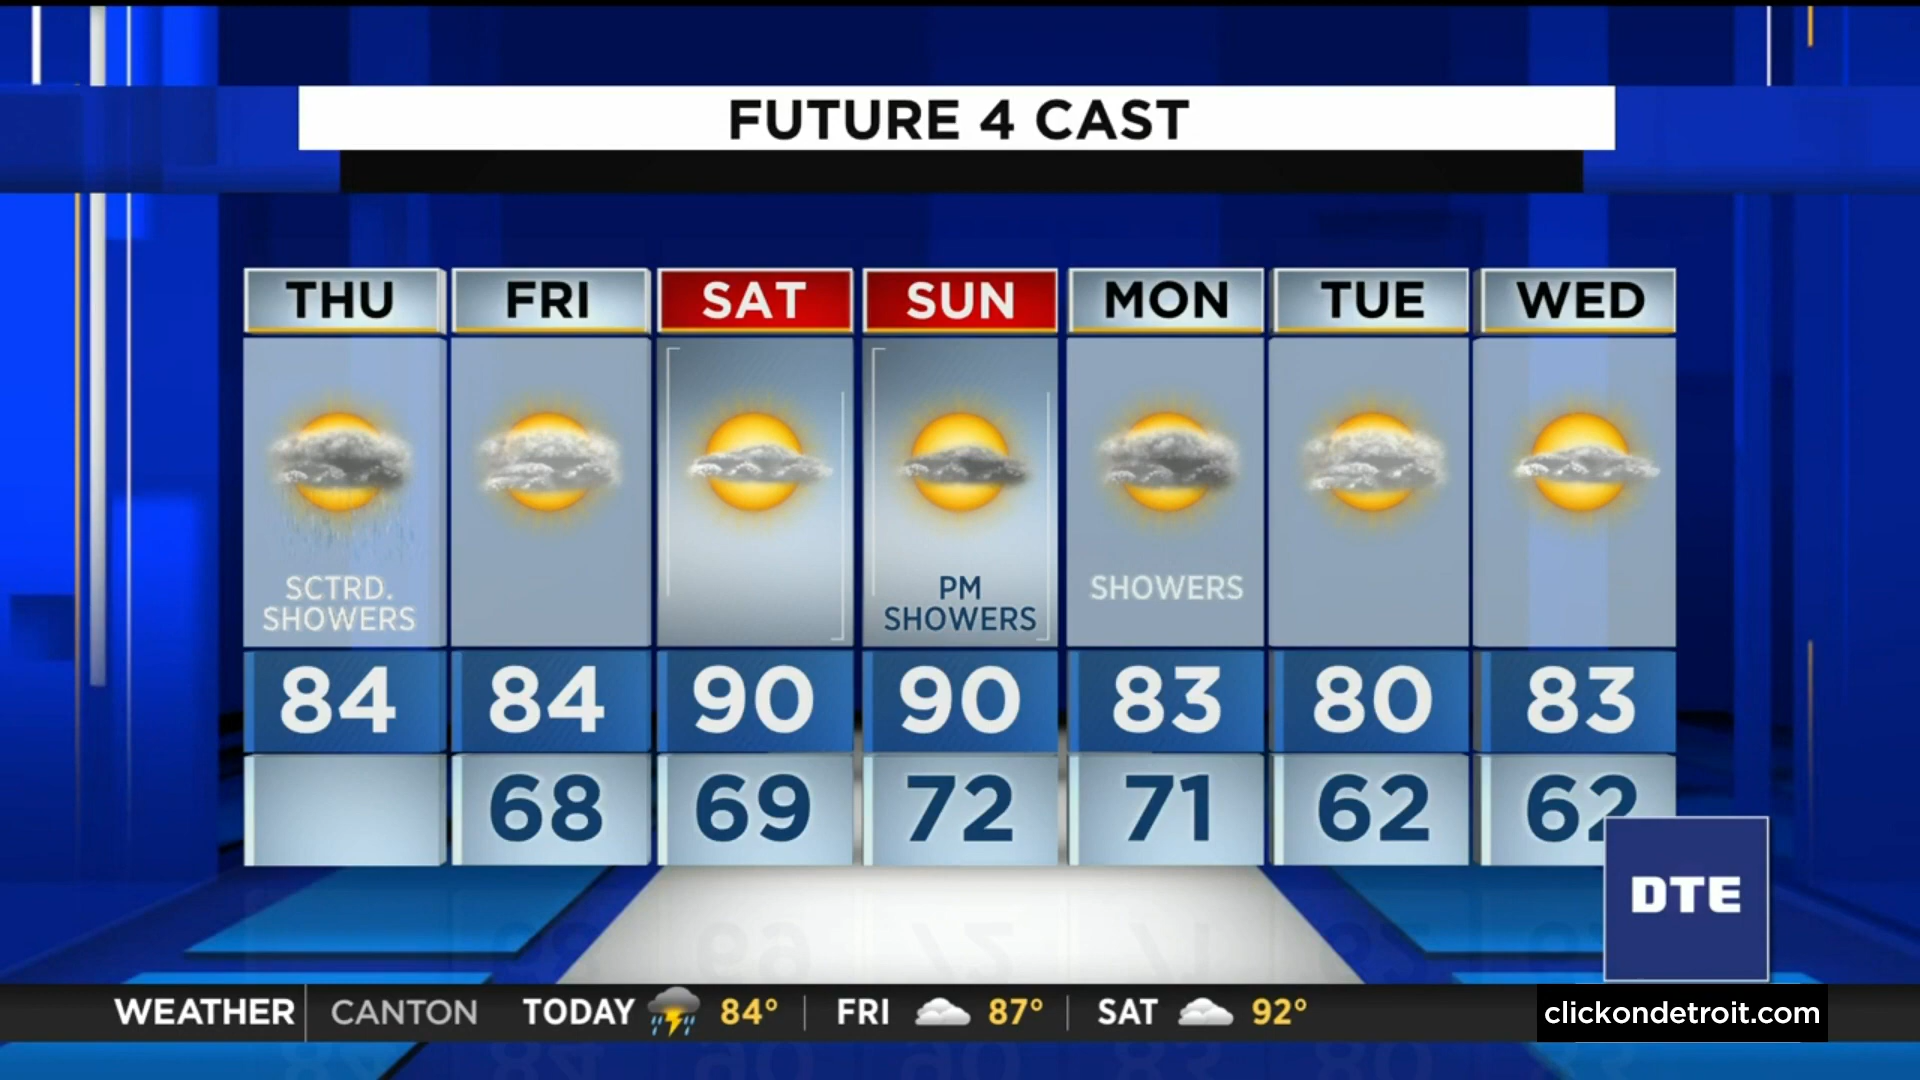 FUTURE 4 CAST
THU FRI SAT SUN MON TUE WED
SCTRD. SHOWERS
PM SHOWERS
SHOWERS
84 84 90 90 83 80 83
68 69 72 71 62 62
DTE
WEATHER CANTON TODAY 84° FRI 87° SAT 92°
clickondetroit.com